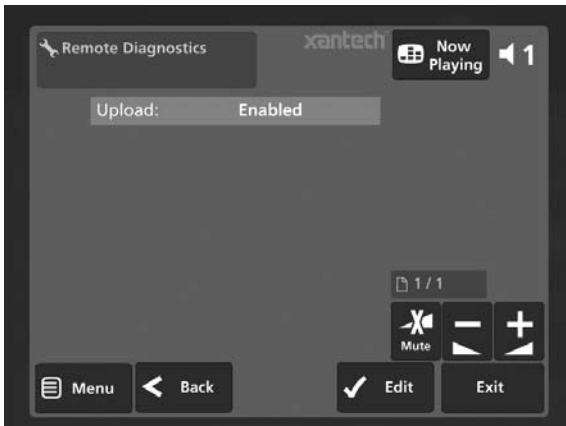 Remote Diagnostics
xantech
Now
Playing
1
Upload: Enabled
1 / 1
Mute
Menu
Back
Edit
Exit